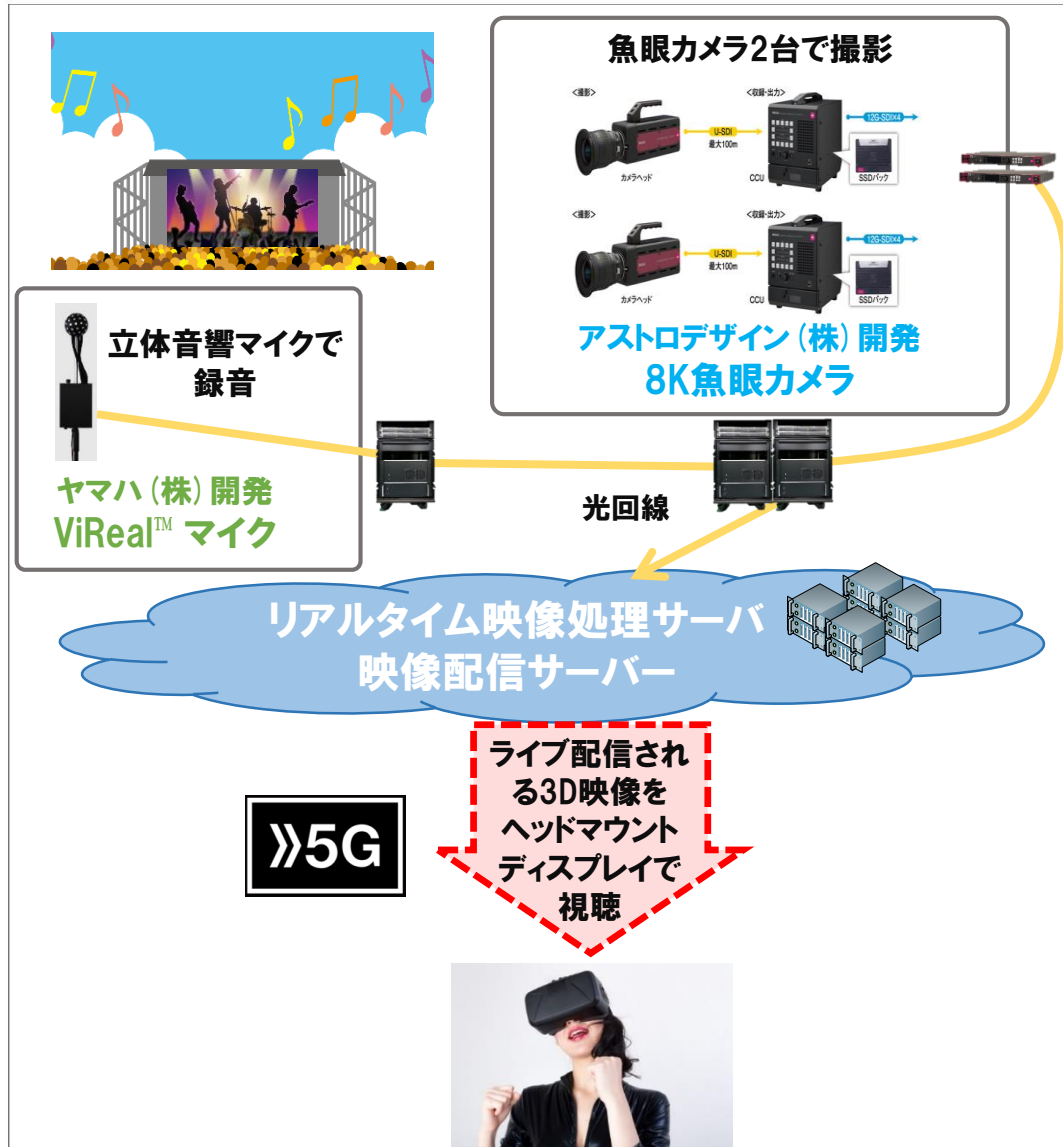 魚眼カメラ2台で撮影
<撮影>
<収録・出力>
U-SDI
最大100m
12G-SDI×4
カメラヘッド
CCU
SSDパック
<撮影>
<収録・出力>
U-SDI
最大100m
12G-SDI×4
カメラヘッド
CCU
SSDパック
アストロデザイン(株)開発
8K魚眼カメラ
立体音響マイクで
録音
ヤマハ(株)開発
ViReal™ マイク
光回線
リアルタイム映像処理サーバ
映像配信サーバー
ライブ配信され
る3D映像を
ヘッドマウント
ディスプレイで
視聴
》5G